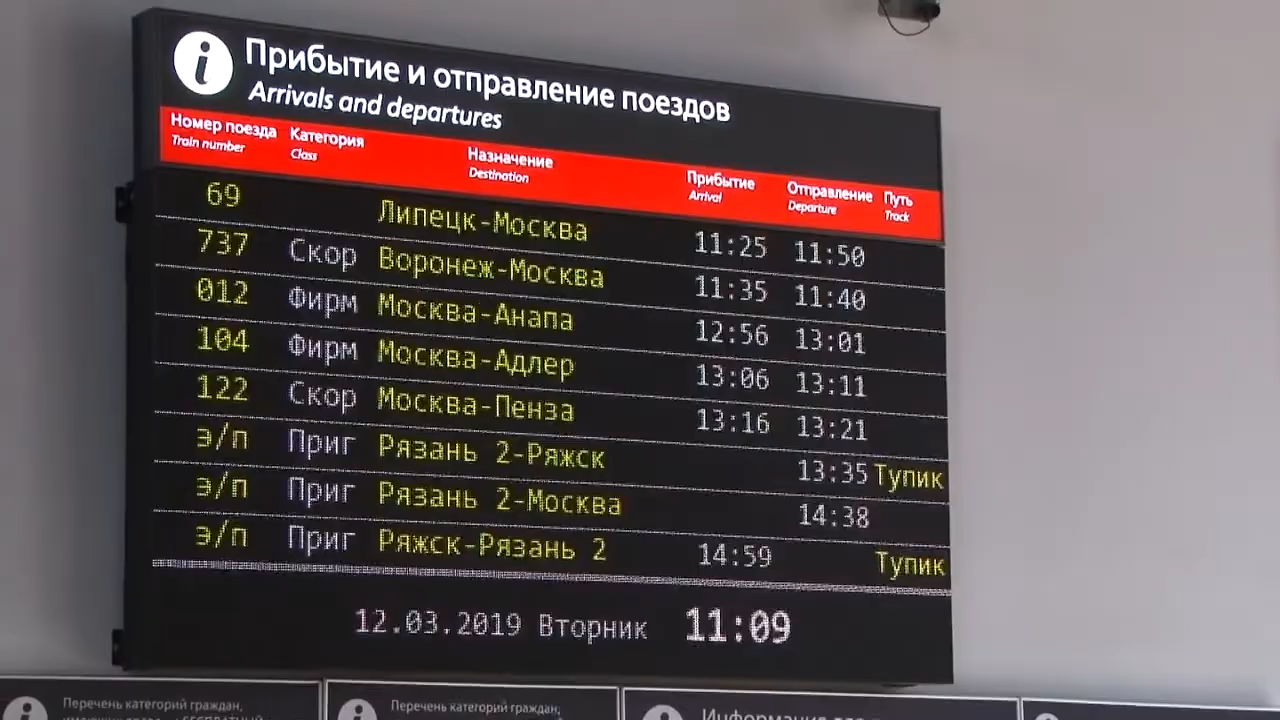 i Прибытие и отправление поездов
Arrivals and departures
Номер поезда Категория Назначение Прибытие Отправление Путь
Train number Class Destination Arrival Departure Track
69 Липецк-Москва 11:25 11:50
737 Скор Воронеж-Москва 11:35 11:40
012 Фирм Москва-Анапа 12:56 13:01
104 Фирм Москва-Адлер 13:06 13:11
122 Скор Москва-Пенза 13:16 13:21
э/п Приг Рязань 2-Ряжск 13:35 Тупик
э/п Приг Рязань 2-Москва 14:38
э/п Приг Ряжск-Рязань 2 14:59 Тупик
12.03.2019 Вторник 11:09
i Перечень категорий граждан, i Перечень категорий граждан, Информация для